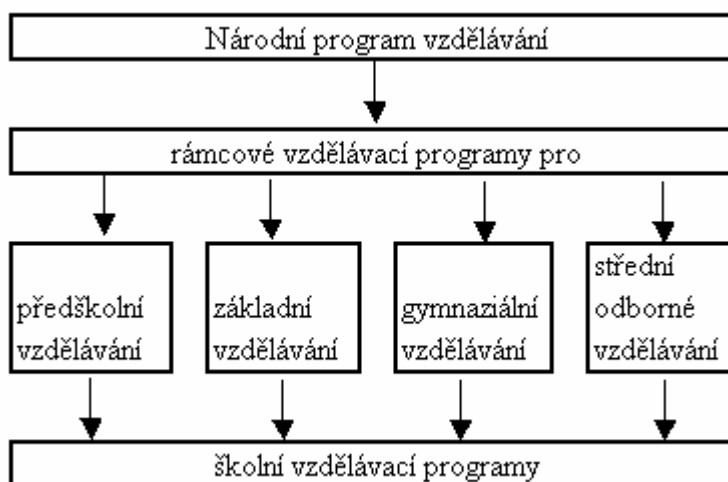 Národní program vzdělávání
rámcové vzdělávací programy pro
předškolní
vzdělávání
základní
vzdělávání
gymnaziální
vzdělávání
střední
odborné
vzdělávání
školní vzdělávací programy